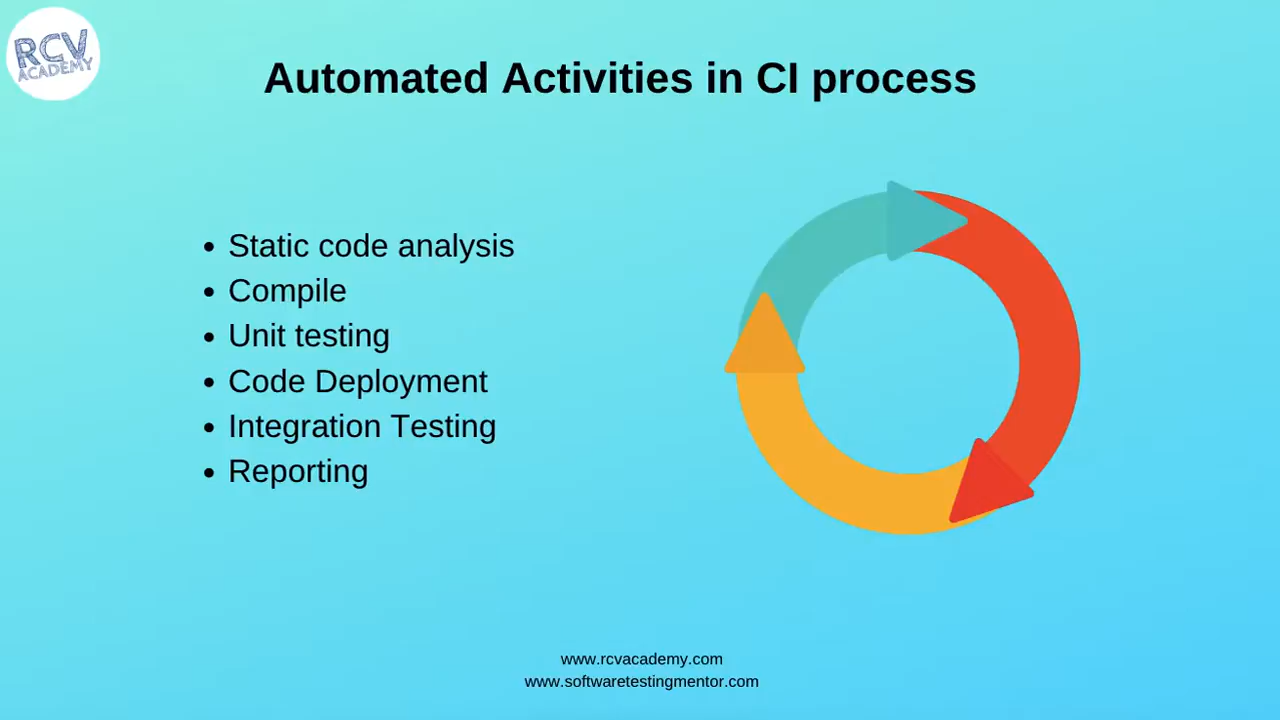 RCV
ACADEMY
Automated Activities in CI process
• Static code analysis
• Compile
• Unit testing
• Code Deployment
• Integration Testing
• Reporting
www.rcvacademy.com
www.softwaretestingmentor.com